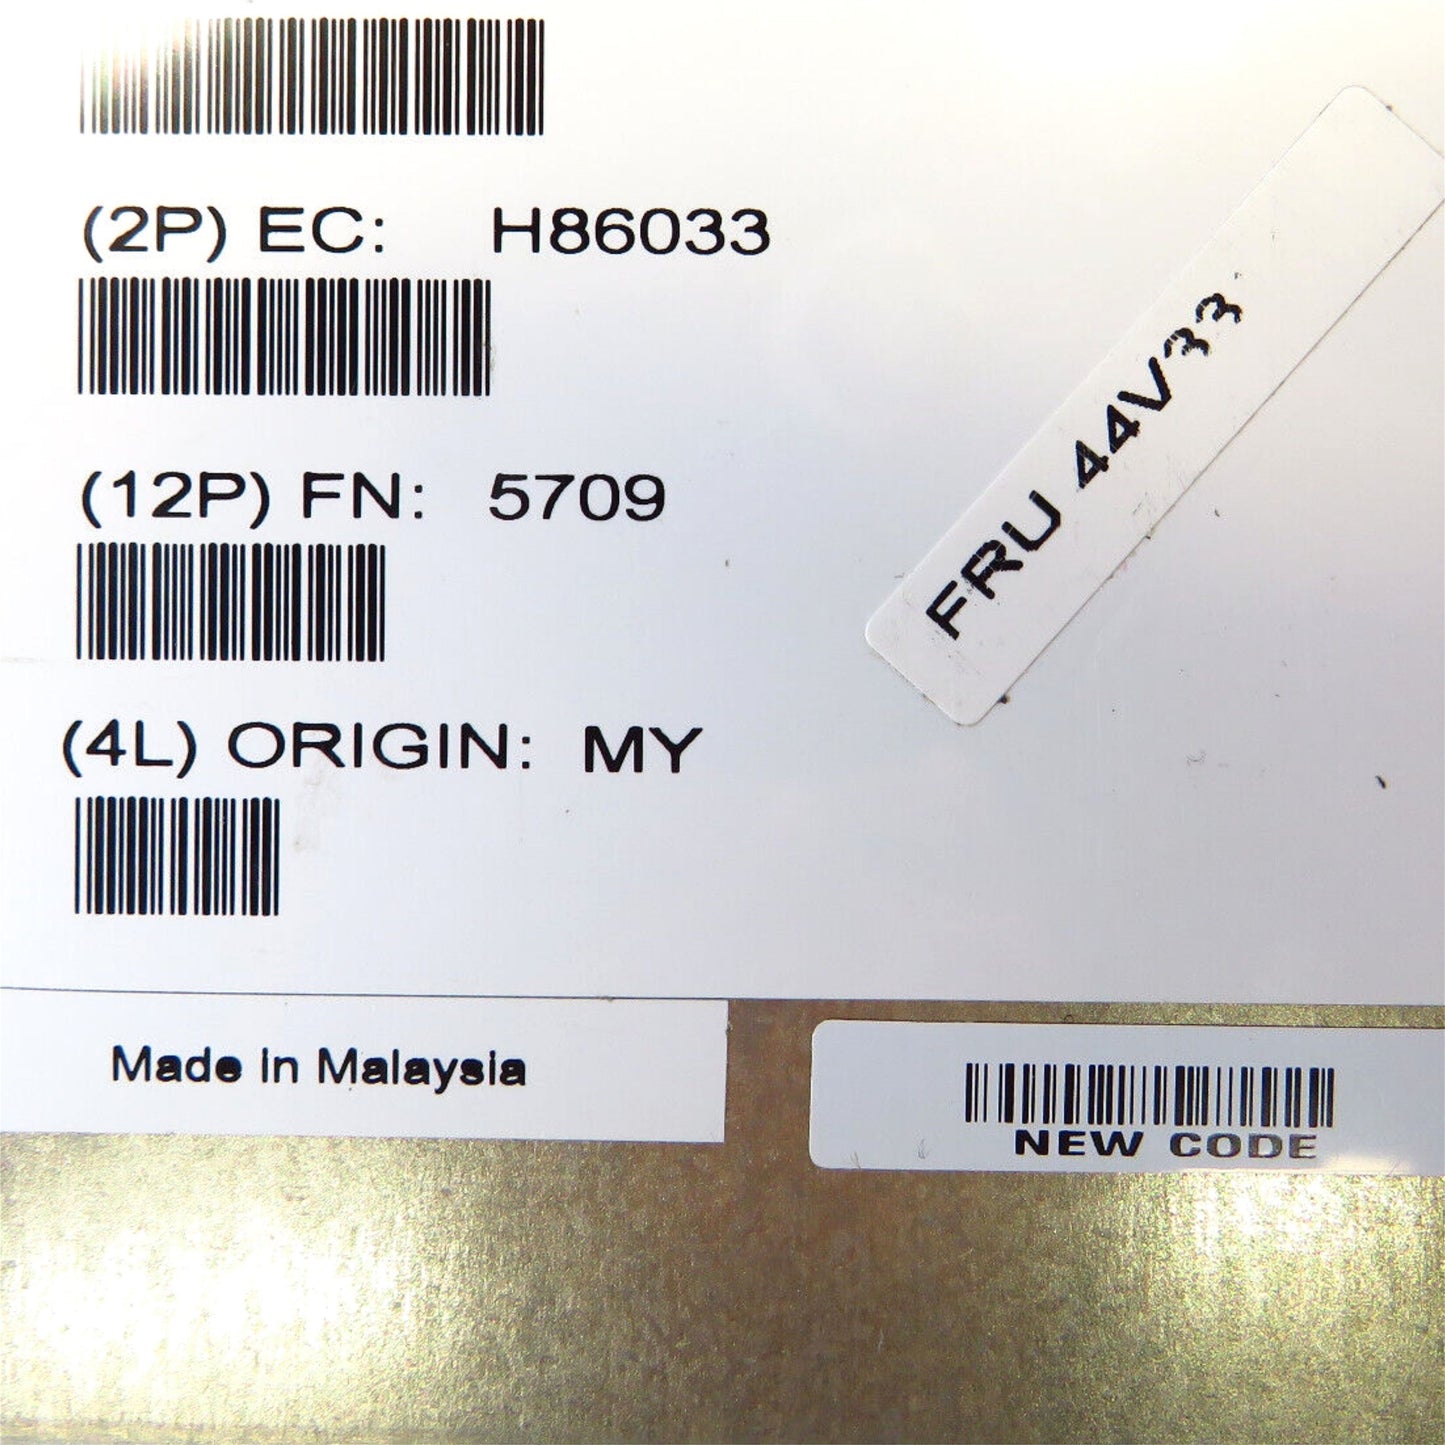 (2P) EC: H86033
(12P) FN: 5709
(4L) ORIGIN: MY
FRU 44V33
Made in Malaysia
NEW CODE